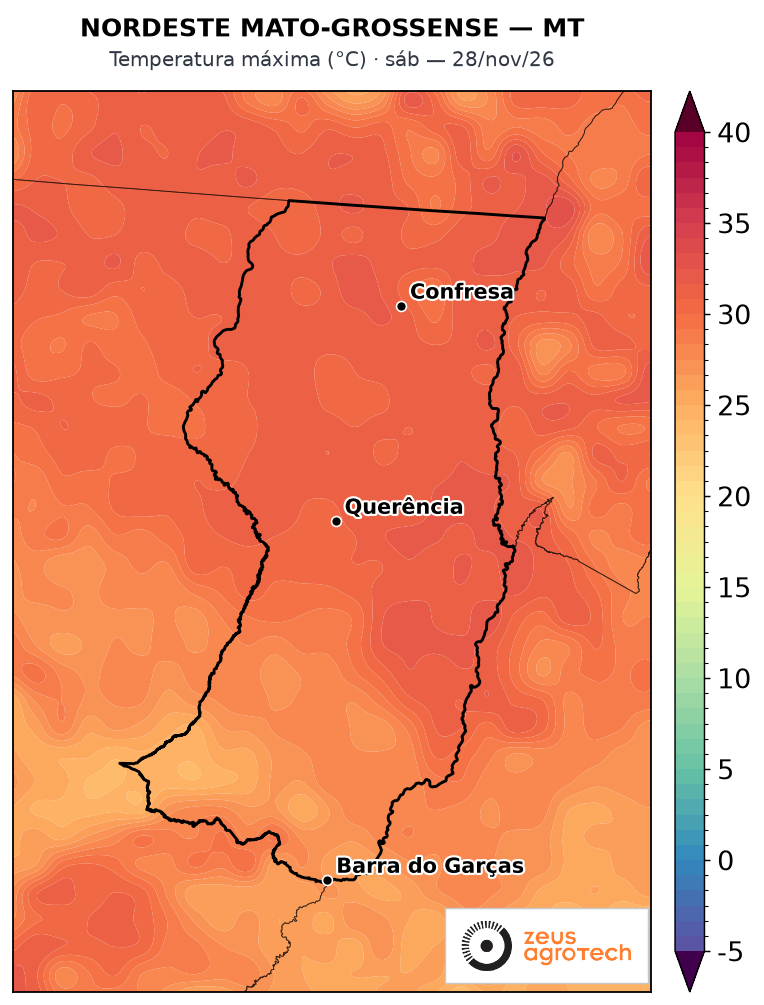 NORDESTE MATO-GROSSENSE — MT
Temperatura máxima (°C) · sáb — 28/nov/26
40
35
30
25
20
15
10
5
0
-5
Confresa
Querência
Barra do Garças
zeus
agrotech